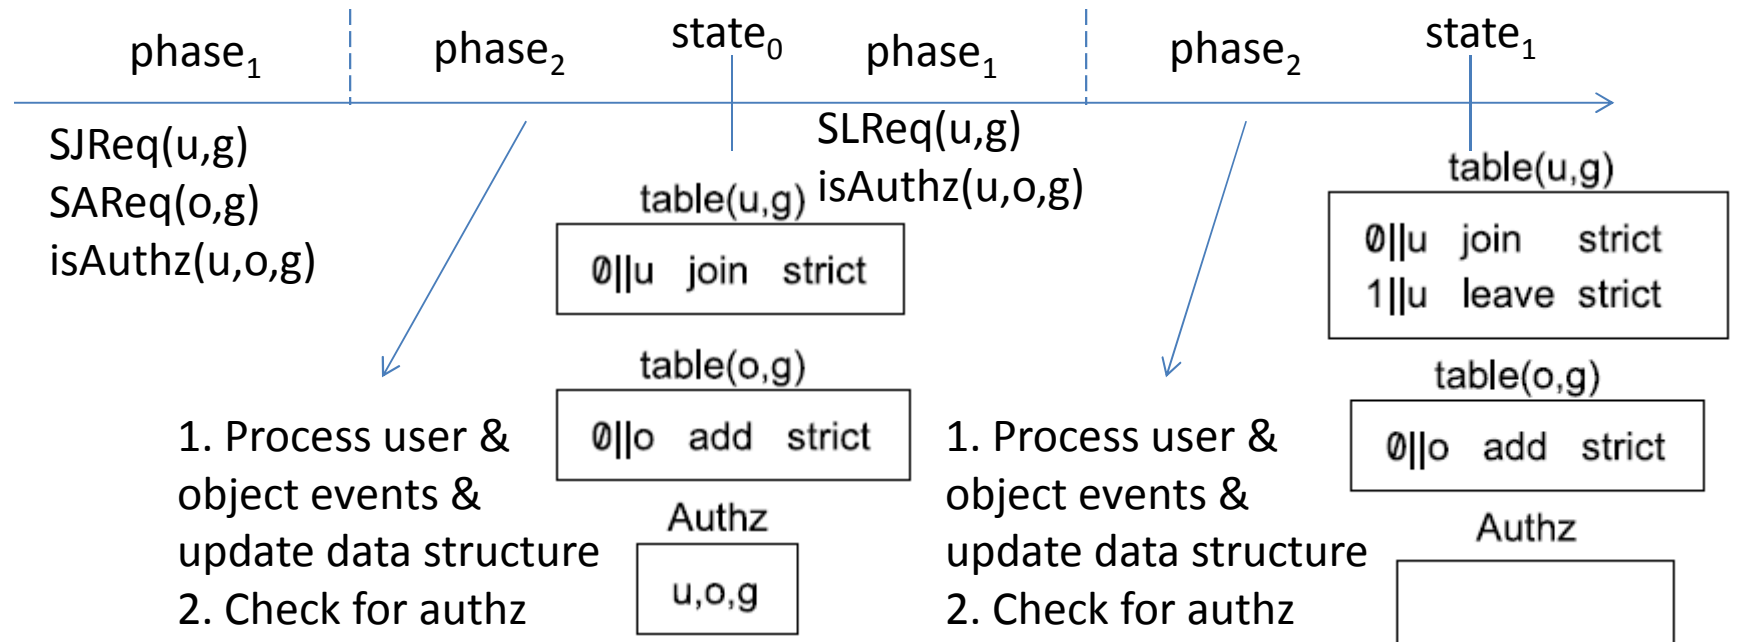 phase₁
phase₂
state₀
phase₁
phase₂
state₁
SJReq(u,g)
SAReq(o,g)
isAuthz(u,o,g)
1. Process user &
object events &
update data structure
2. Check for authz
table(u,g)
0||u join strict
table(o,g)
0||o add strict
Authz
u,o,g
SLReq(u,g)
isAuthz(u,o,g)
1. Process user &
object events &
update data structure
2. Check for authz
table(u,g)
0||u join strict
1||u leave strict
table(o,g)
0||o add strict
Authz